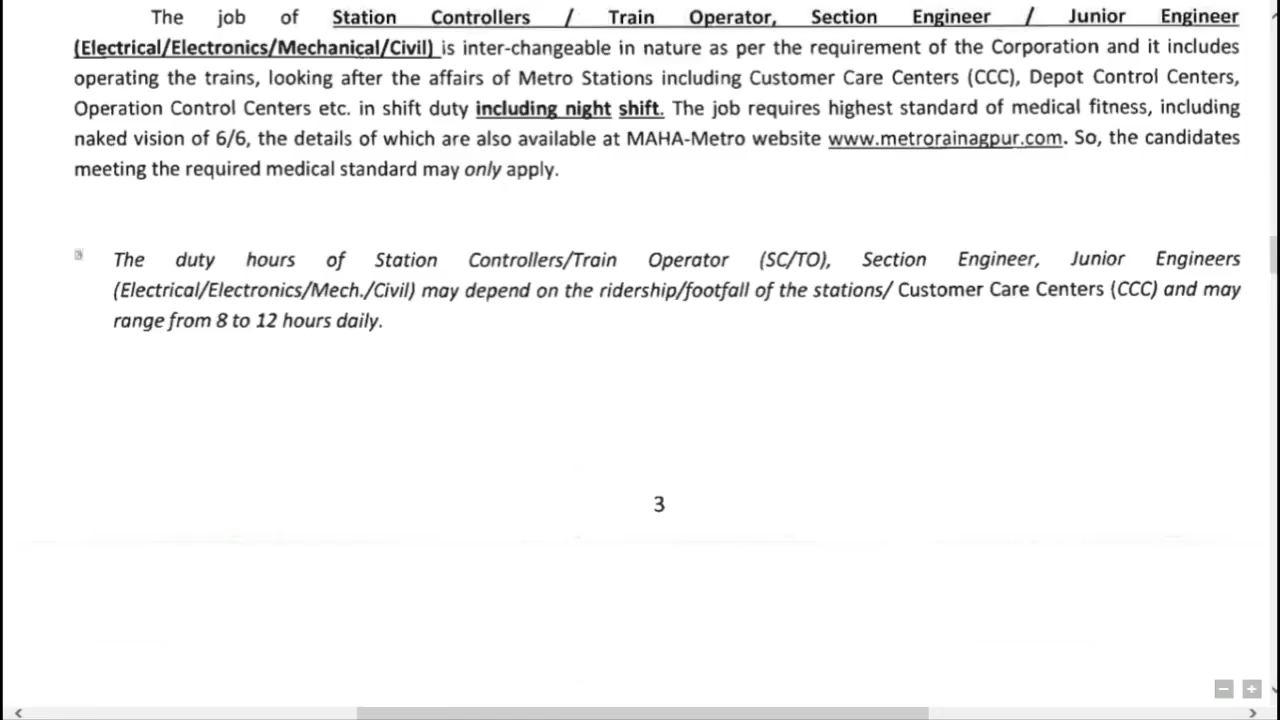 The job of Station Controllers / Train Operator, Section Engineer / Junior Engineer
(Electrical/Electronics/Mechanical/Civil) is inter-changeable in nature as per the requirement of the Corporation and it includes
operating the trains, looking after the affairs of Metro Stations including Customer Care Centers (CCC), Depot Control Centers,
Operation Control Centers etc. in shift duty including night shift. The job requires highest standard of medical fitness, including
naked vision of 6/6, the details of which are also available at MAHA-Metro website www.metrorainagpur.com. So, the candidates
meeting the required medical standard may only apply.
The duty hours of Station Controllers/Train Operator (SC/TO), Section Engineer, Junior Engineers
(Electrical/Electronics/Mech./Civil) may depend on the ridership/footfall of the stations/ Customer Care Centers (CCC) and may
range from 8 to 12 hours daily.
3